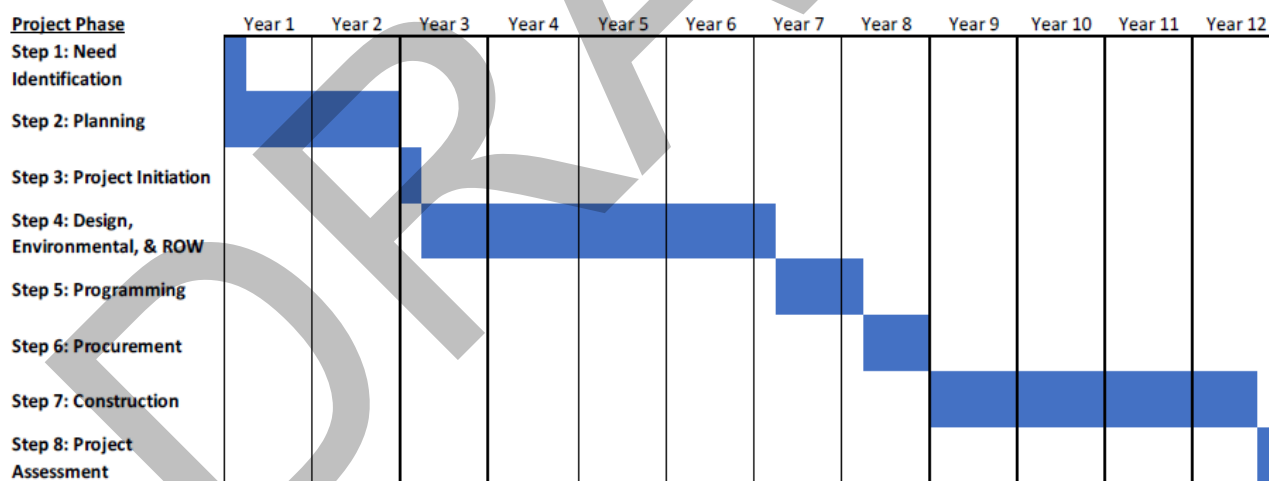 Project Phase Year 1 Year 2 Year 3 Year 4 Year 5 Year 6 Year 7 Year 8 Year 9 Year 10 Year 11 Year 12
Step 1: Need
Identification
Step 2: Planning
Step 3: Project Initiation
Step 4: Design,
Environmental, & ROW
Step 5: Programming
Step 6: Procurement
Step 7: Construction
Step 8: Project
Assessment
DRA